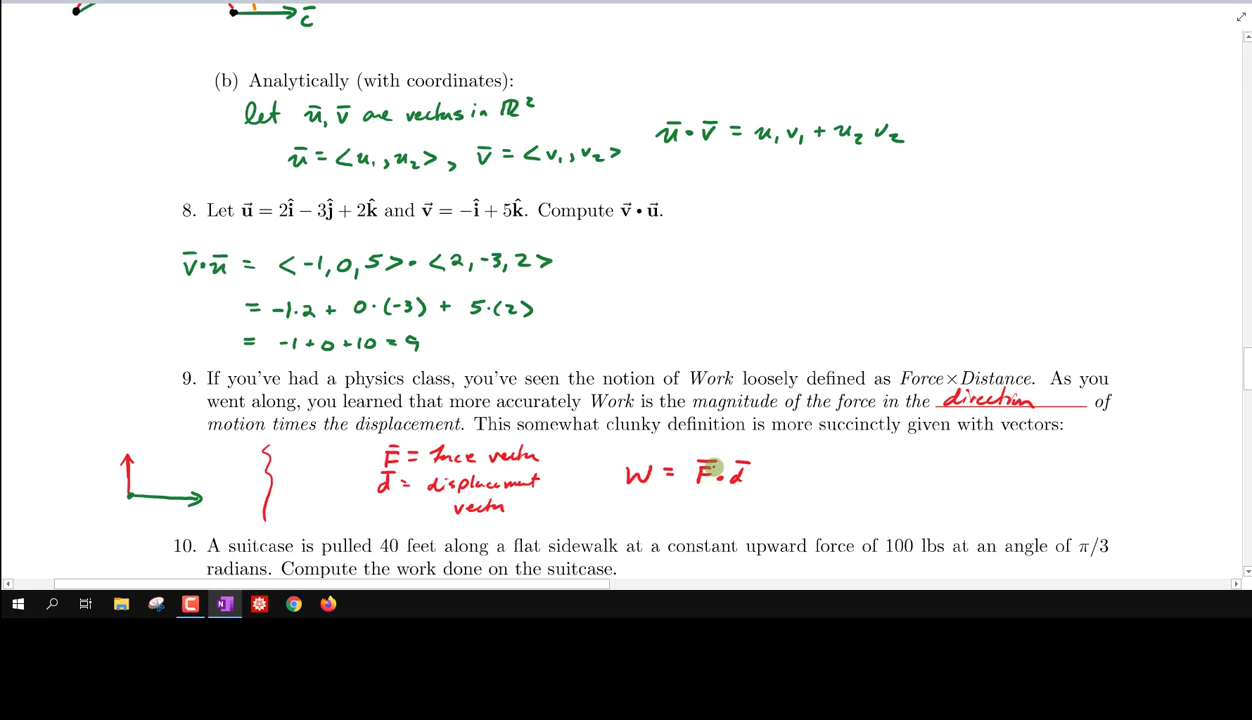 c̄
(b) Analytically (with coordinates):
let ū, v̄ are vectors in ℝ²
ū = <u₁, u₂>, v̄ = <v₁, v₂>
ū • v̄ = u₁v₁ + u₂v₂
8. Let u⃗ = 2î − 3ĵ + 2k̂ and v⃗ = −î + 5k̂. Compute v⃗ • u⃗.
v̄•ū = <-1, 0, 5> • <2, -3, 2>
= -1·2 + 0·(-3) + 5·(2)
= -1 + 0 + 10 = 9
9. If you've had a physics class, you've seen the notion of Work loosely defined as Force×Distance. As you
went along, you learned that more accurately Work is the magnitude of the force in the direction of
motion times the displacement. This somewhat clunky definition is more succinctly given with vectors:
F̄ = force vector
d̄ = displacement
vector
W = F̄ • d̄
10. A suitcase is pulled 40 feet along a flat sidewalk at a constant upward force of 100 lbs at an angle of π/3
radians. Compute the work done on the suitcase.